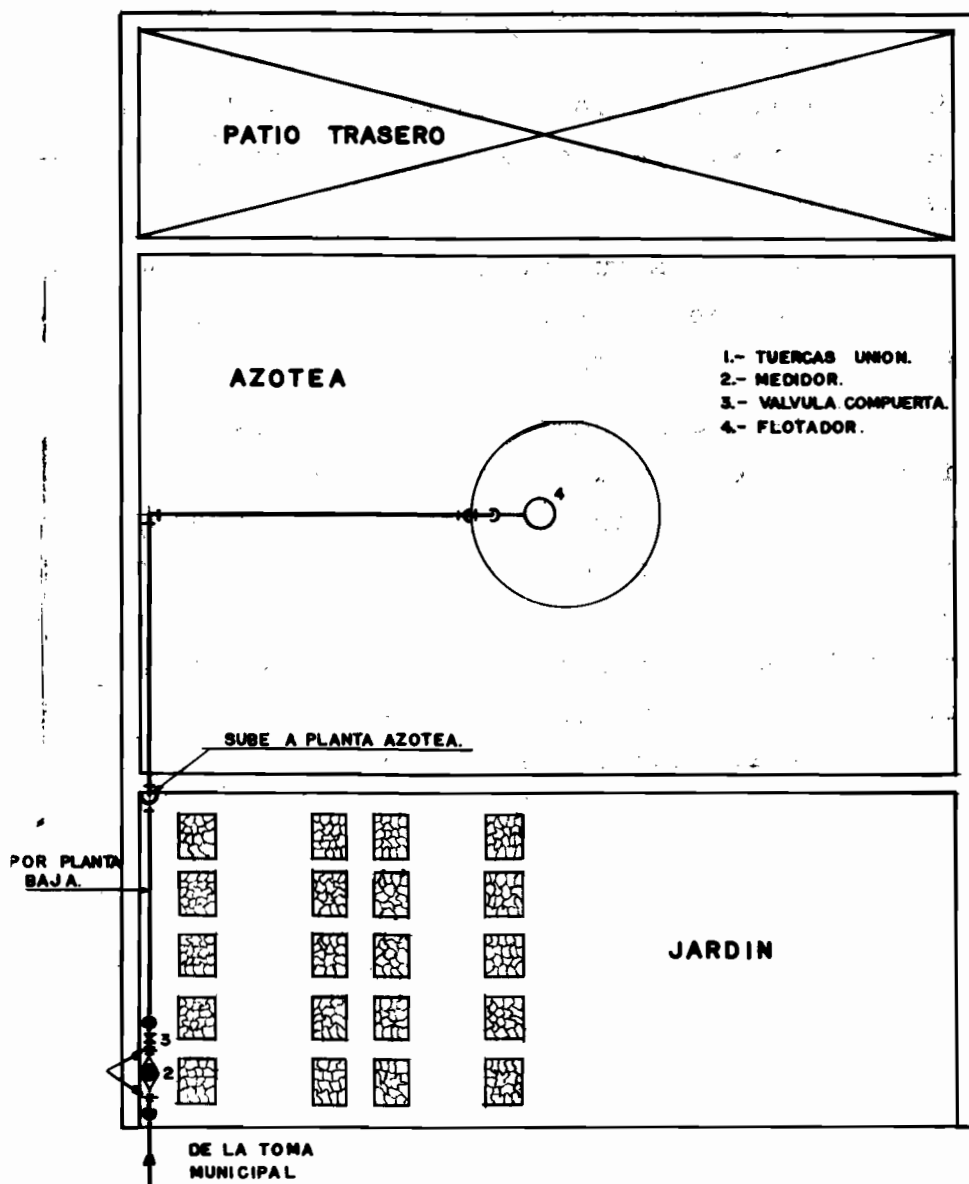 PATIO TRASERO
AZOTEA
1.- TUERCAS UNION.
2.- MEDIDOR.
3.- VALVULA COMPUERTA.
4.- FLOTADOR.
4
SUBE A PLANTA AZOTEA.
POR PLANTA
BAJA.
JARDIN
3
2
DE LA TOMA
MUNICIPAL